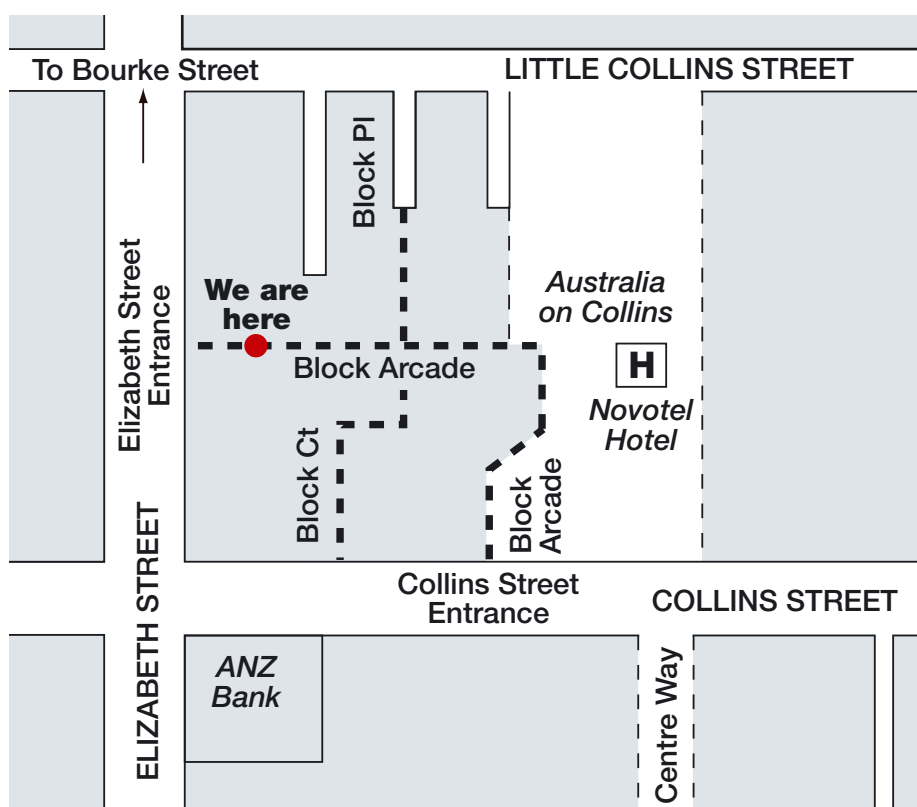 To Bourke Street
LITTLE COLLINS STREET
Block Pl
Elizabeth Street
Entrance
We are
here
Australia
on Collins
Block Arcade
H
Novotel
Hotel
Block Ct
Block
Arcade
ELIZABETH STREET
Collins Street
Entrance
COLLINS STREET
ANZ
Bank
Centre Way